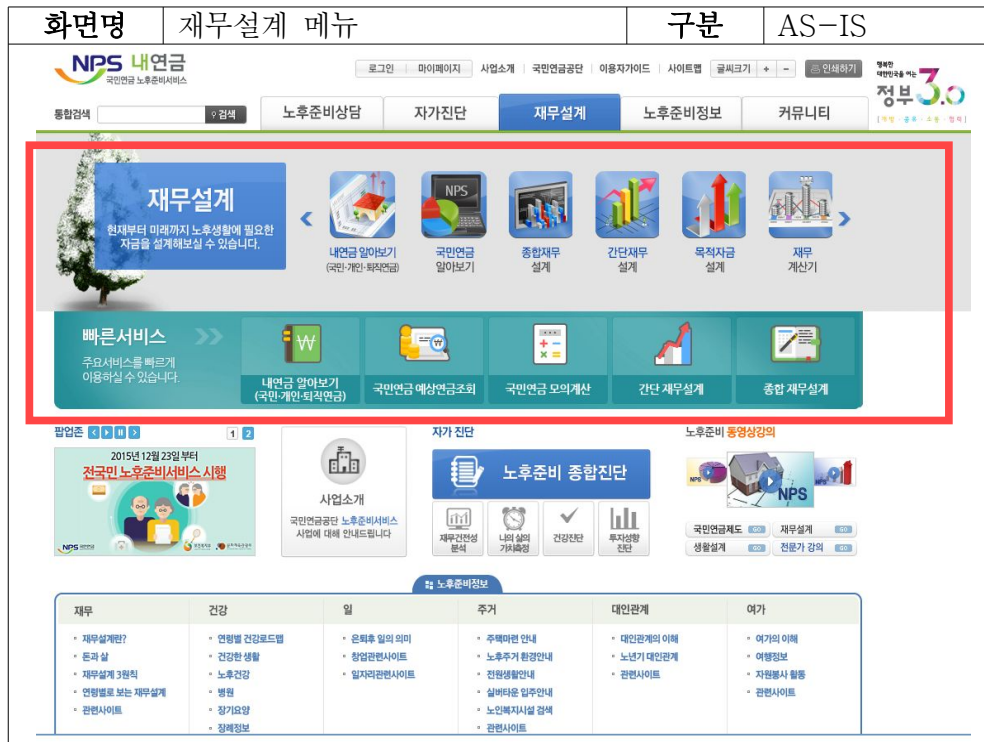 화면명 재무설계 메뉴 구분 AS-IS
NPS 내연금
국민연금 노후준비서비스
로그인 마이페이지 사업소개 국민연금공단 이용자가이드 사이트맵 글씨크기 + - 인쇄하기
행복한
대한민국을 여는
정부3.0
통합검색 검색 노후준비상담 자가진단 재무설계 노후준비정보 커뮤니티
재무설계
현재부터 미래까지 노후생활에 필요한
자금을 설계해보실 수 있습니다.
NPS
내연금 알아보기 국민연금 종합재무 간단재무 목적자금 재무
(국민·개인·퇴직연금) 알아보기 설계 설계 설계 계산기
빠른서비스
주요서비스를 빠르게
이용하실 수 있습니다.
내연금 알아보기
(국민·개인·퇴직연금) 국민연금 예상연금조회 국민연금 모의계산 간단 재무설계 종합 재무설계
팝업존 1 2
2015년 12월 23일 부터
전국민 노후준비서비스 시행
NPS
사업소개
국민연금공단 노후준비서비스
사업에 대해 안내드립니다
자가 진단
노후준비 종합진단
재무건전성
분석
나의 삶의
가치측정
건강진단
투자성향
진단
노후준비 동영상강의
NPS
NPS
국민연금제도 GO 재무설계 GO
생활설계 GO 전문가 강의 GO
노후준비정보
재무 건강 일 주거 대인관계 여가
재무설계란? 연령별 건강로드맵 은퇴후 일의 의미 주택마련 안내 대인관계의 이해 여가의 이해
돈과 삶 건강한 생활 창업관련사이트 노후주거 환경안내 노년기 대인관계 여행정보
재무설계 3원칙 노후건강 일자리관련사이트 전원생활안내 관련사이트 자원봉사 활동
연령별로 보는 재무설계 병원 실버타운 입주안내 관련사이트
관련사이트 장기요양 노인복지시설 검색
장례정보 관련사이트